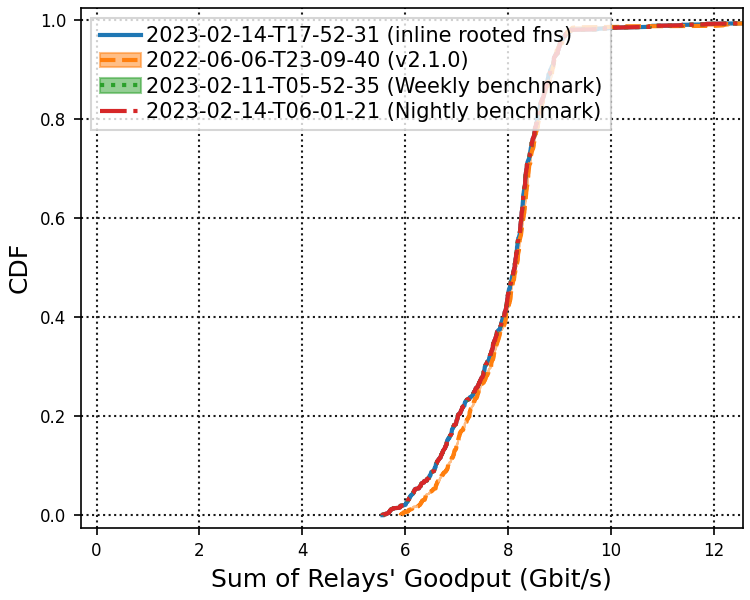 2023-02-14-T17-52-31 (inline rooted fns)
2022-06-06-T23-09-40 (v2.1.0)
2023-02-11-T05-52-35 (Weekly benchmark)
2023-02-14-T06-01-21 (Nightly benchmark)
1.0
0.8
0.6
0.4
0.2
0.0
CDF
0 2 4 6 8 10 12
Sum of Relays' Goodput (Gbit/s)